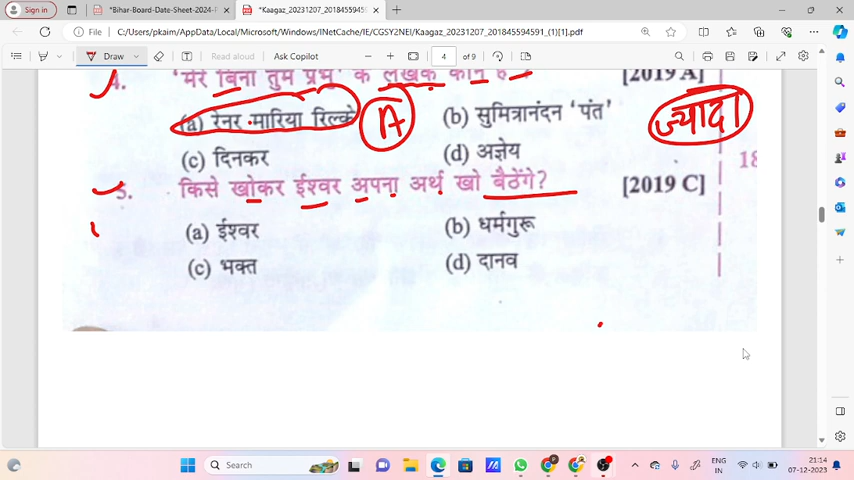 Sign in
*Bihar-Board-Date-Sheet-2024-F
*Kaagaz_20231207_201845594591
File
C:/Users/pkaim/AppData/Local/Microsoft/Windows/INetCache/IE/CGSY2NEI/Kaagaz_20231207_201845594591_(1)[1].pdf
Draw
Read aloud
Ask Copilot
4 of 9
4. 'मेरे बिना तुम प्रभु' के लेखक कौन है [2019 A]
(a) रेनर मारिया रिल्के A (b) सुमित्रानंदन 'पंत' ज्यादा
(c) दिनकर (d) अज्ञेय 18
5. किसे खोकर ईश्वर अपना अर्थ खो बैठेंगे? [2019 C]
(a) ईश्वर (b) धर्मगुरू
(c) भक्त (d) दानव
Search
ENG
IN
21:14
07-12-2023